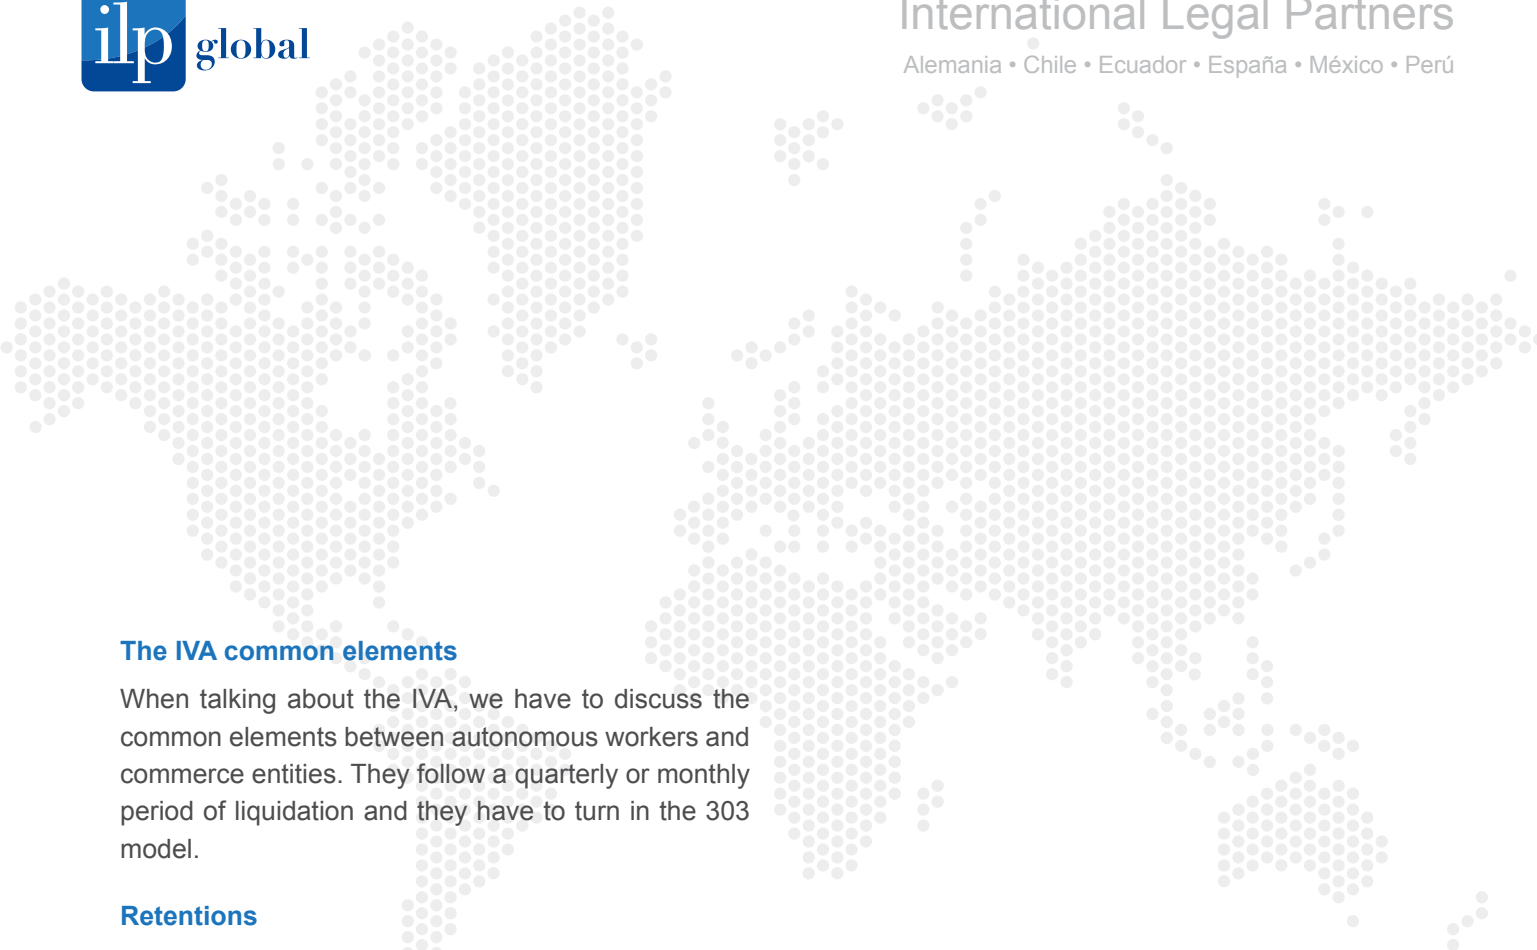 ilp global
International Legal Partners
Alemania • Chile • Ecuador • España • México • Perú
The IVA common elements
When talking about the IVA, we have to discuss the
common elements between autonomous workers and
commerce entities. They follow a quarterly or monthly
period of liquidation and they have to turn in the 303
model.
Retentions